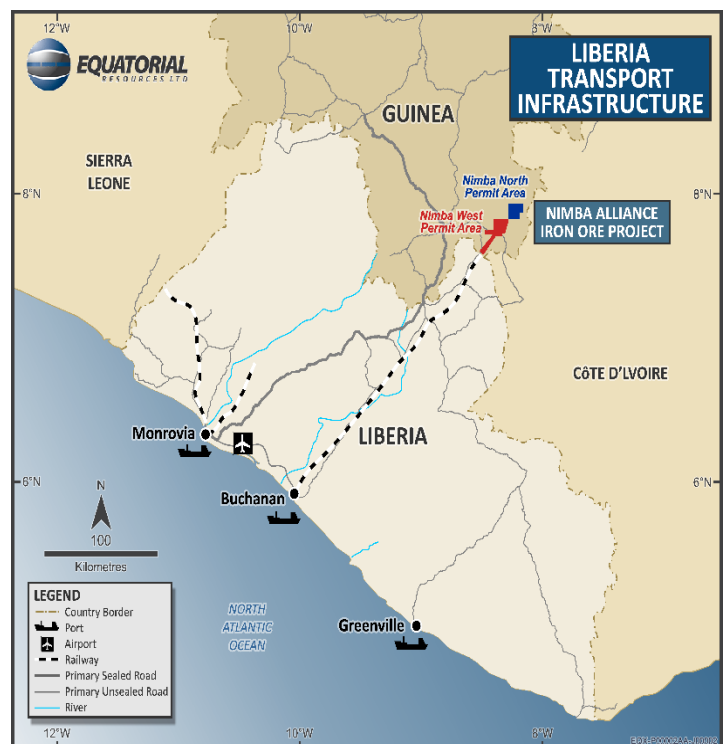 12°W
10°W
8°W
EQUATORIAL
RESOURCES LTD
LIBERIA
TRANSPORT
INFRASTRUCTURE
GUINEA
SIERRA
LEONE
8°N
8°N
Nimba North
Permit Area
Nimba West
Permit Area
NIMBA ALLIANCE
IRON ORE PROJECT
CôTE D'LVOIRE
Monrovia
LIBERIA
6°N
6°N
Buchanan
N
100
Kilometres
Greenville
NORTH
ATLANTIC
OCEAN
LEGEND
Country Border
Port
Airport
Railway
Primary Sealed Road
Primary Unsealed Road
River
12°W
10°W
8°W